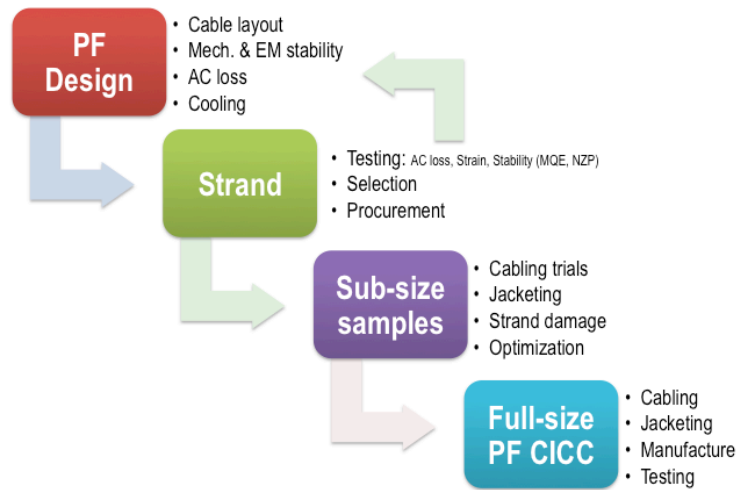 PF
Design
• Cable layout
• Mech. & EM stability
• AC loss
• Cooling
Strand
• Testing: AC loss, Strain, Stability (MQE, NZP)
• Selection
• Procurement
Sub-size
samples
• Cabling trials
• Jacketing
• Strand damage
• Optimization
Full-size
PF CICC
• Cabling
• Jacketing
• Manufacture
• Testing